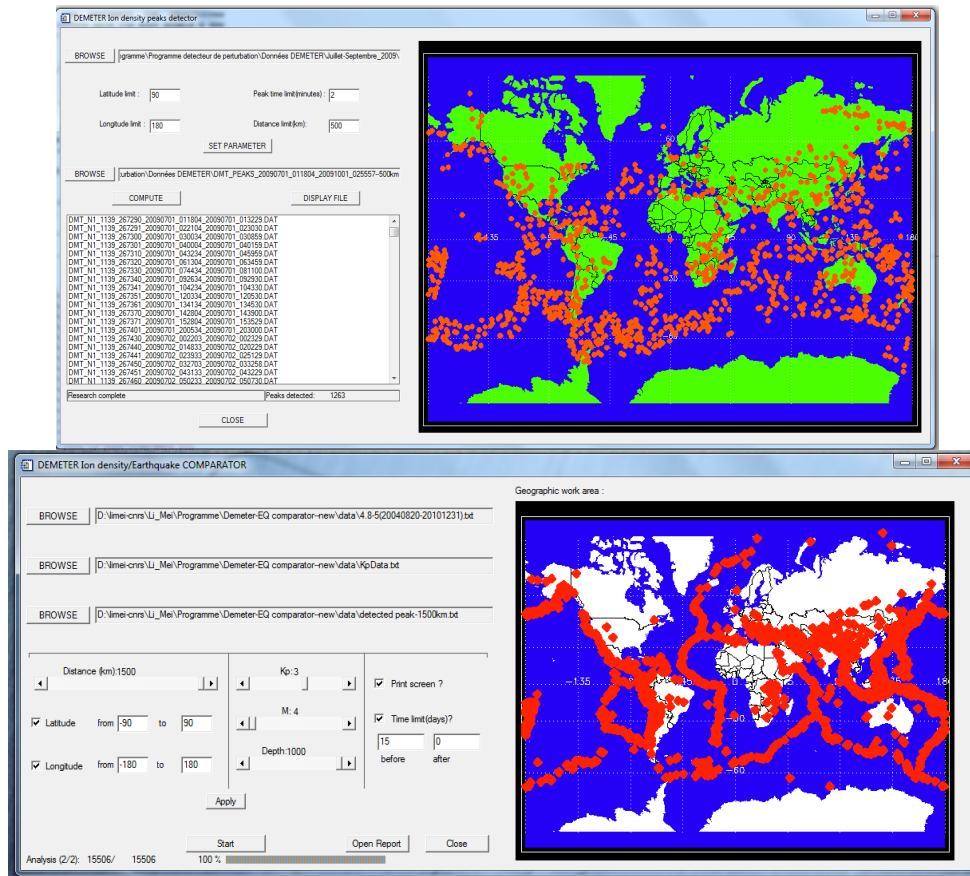 DEMETER Ion density peaks detector
BROWSE
ogramme\Programme detecteur de perturbation\Données DEMETER\Juillet-Septembre_2009\
Latitude limit : 90
Peak time limit(minutes) : 2
Longitude limit : 180
Distance limit(km): 500
SET PARAMETER
BROWSE
urbation\Données DEMETER\DMT_PEAKS_20090701_011804_20091001_025557--500km
COMPUTE
DISPLAY FILE
DMT_N1_1139_267290_20090701_011804_20090701_013229.DAT
DMT_N1_1139_267291_20090701_022104_20090701_023030.DAT
DMT_N1_1139_267300_20090701_030034_20090701_030859.DAT
DMT_N1_1139_267301_20090701_040004_20090701_040159.DAT
DMT_N1_1139_267310_20090701_043234_20090701_045959.DAT
DMT_N1_1139_267320_20090701_061304_20090701_063459.DAT
DMT_N1_1139_267330_20090701_074434_20090701_081100.DAT
DMT_N1_1139_267340_20090701_092634_20090701_092930.DAT
DMT_N1_1139_267341_20090701_104234_20090701_104330.DAT
DMT_N1_1139_267351_20090701_120334_20090701_120530.DAT
DMT_N1_1139_267361_20090701_134134_20090701_134530.DAT
DMT_N1_1139_267370_20090701_142804_20090701_143900.DAT
DMT_N1_1139_267371_20090701_152804_20090701_153529.DAT
DMT_N1_1139_267401_20090701_200534_20090701_203000.DAT
DMT_N1_1139_267430_20090702_002203_20090702_002329.DAT
DMT_N1_1139_267440_20090702_014833_20090702_020229.DAT
DMT_N1_1139_267441_20090702_023933_20090702_025129.DAT
DMT_N1_1139_267450_20090702_032703_20090702_033258.DAT
DMT_N1_1139_267451_20090702_043133_20090702_043229.DAT
DMT_N1_1139_267460_20090702_050233_20090702_050730.DAT
Research complete
Peaks detected: 1263
CLOSE
60
DEMETER Ion density/Earthquake COMPARATOR
Geographic work area :
BROWSE
D:\limei-cnrs\Li_Mei\Programme\Demeter-EQ comparator--new\data\4.8-5(20040820-20101231).txt
BROWSE
D:\limei-cnrs\Li_Mei\Programme\Demeter-EQ comparator--new\data\KpData.txt
BROWSE
D:\limei-cnrs\Li_Mei\Programme\Demeter-EQ comparator--new\data\detected peak-1500km.txt
Distance (km):1500
Kp:3
Print screen ?
M: 4
Latitude from -90 to 90
Time limit(days)?
15 0
before after
Depth:1000
Longitude from -180 to 180
Apply
Start
Open Report
Close
Analysis (2/2): 15506/ 15506 100 %
-135
0
-60